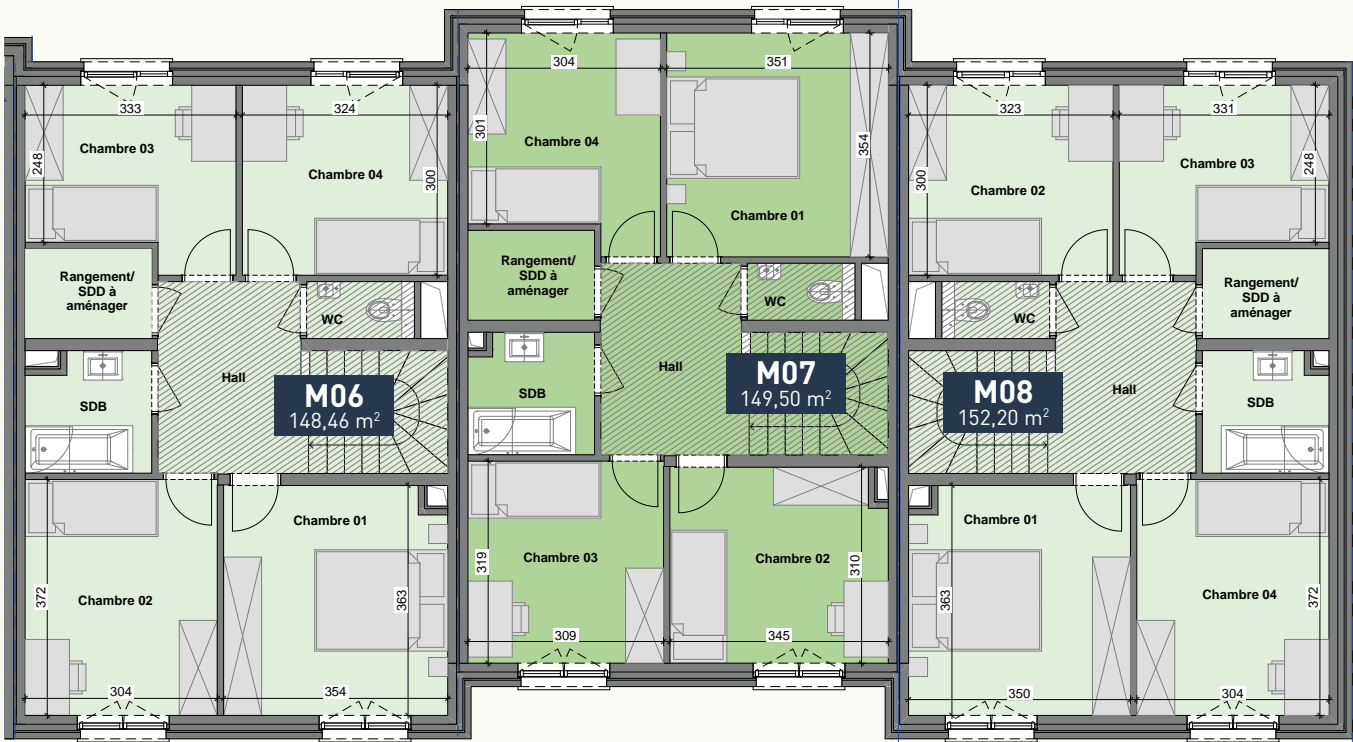 333
324
248
300
Chambre 03
Chambre 04
Rangement/
SDD à
aménager
WC
Hall
SDB
M06
148,46 m²
Chambre 01
Chambre 02
372
363
304
354
304
351
301
354
Chambre 04
Chambre 01
Rangement/
SDD à
aménager
WC
Hall
SDB
M07
149,50 m²
Chambre 03
Chambre 02
319
310
309
345
323
331
300
248
Chambre 02
Chambre 03
Rangement/
SDD à
aménager
WC
Hall
SDB
M08
152,20 m²
Chambre 01
Chambre 04
363
372
350
304